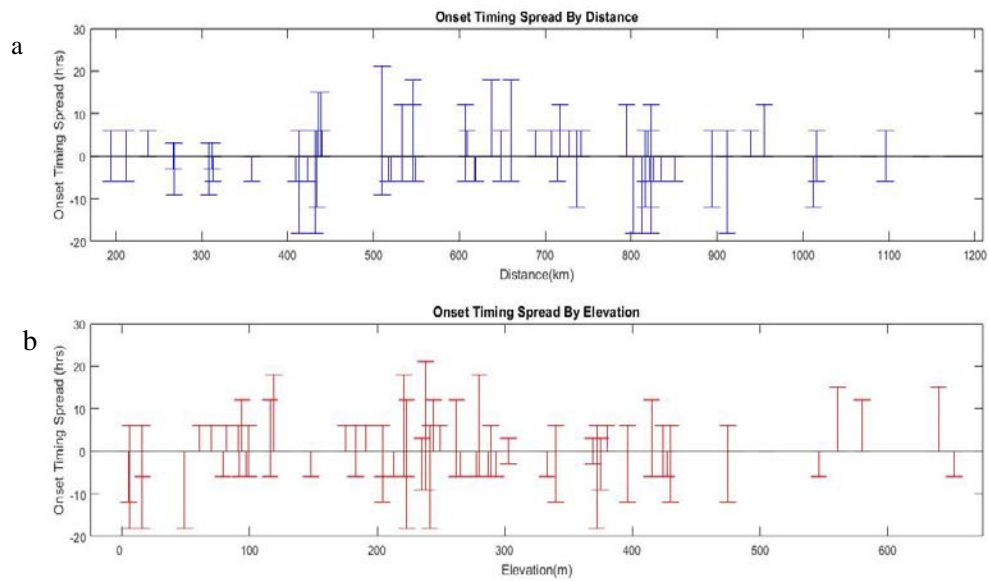 a
Onset Timing Spread By Distance
Onset Timing Spread (hrs)
30
20
10
0
-10
-20
200 300 400 500 600 700 800 900 1000 1100 1200
Distance(km)
b
Onset Timing Spread By Elevation
Onset Timing Spread (hrs)
30
20
10
0
-10
-20
0 100 200 300 400 500 600
Elevation(m)